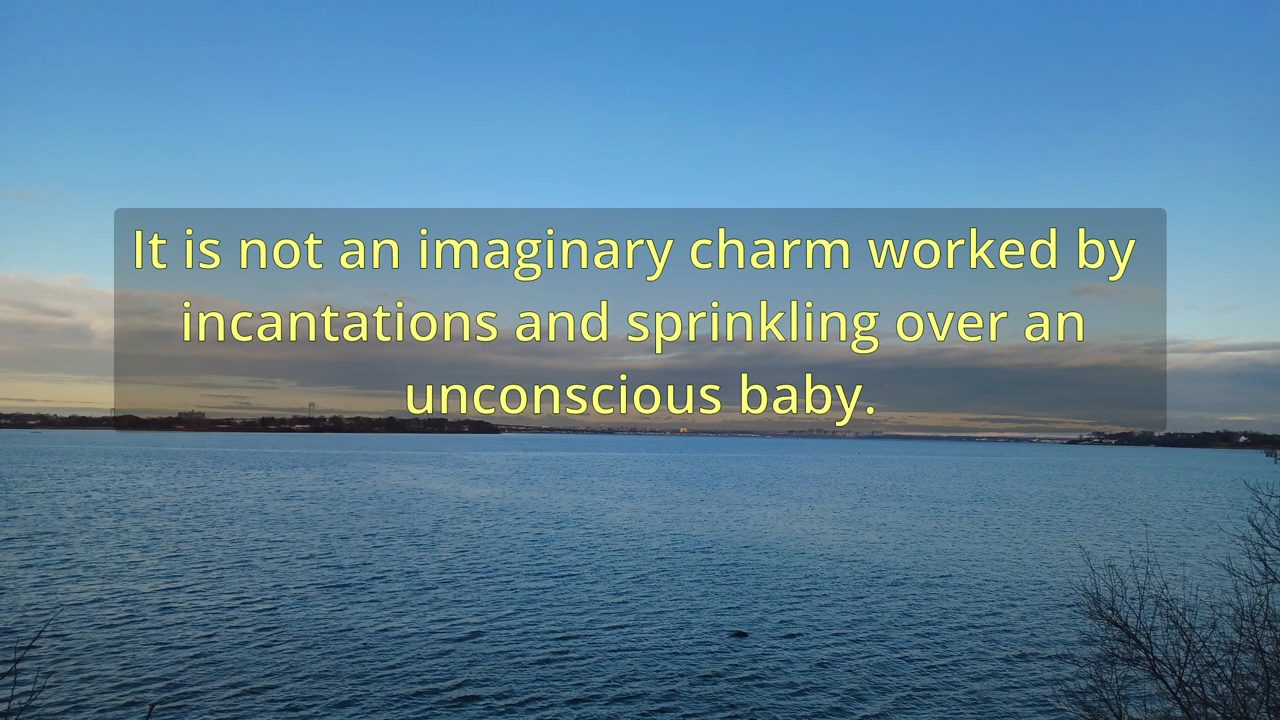 It is not an imaginary charm worked by
incantations and sprinkling over an
unconscious baby.